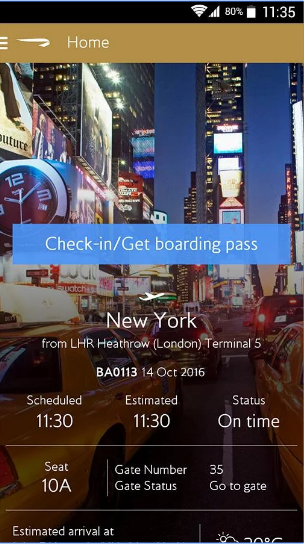 80% 11:35
Home
outure
Check-in/Get boarding pass
New York
from LHR Heathrow (London) Terminal 5
BA0113 14 Oct 2016
Scheduled Estimated Status
11:30 11:30 On time
Seat Gate Number 35
10A Gate Status Go to gate
Estimated arrival at
20°C